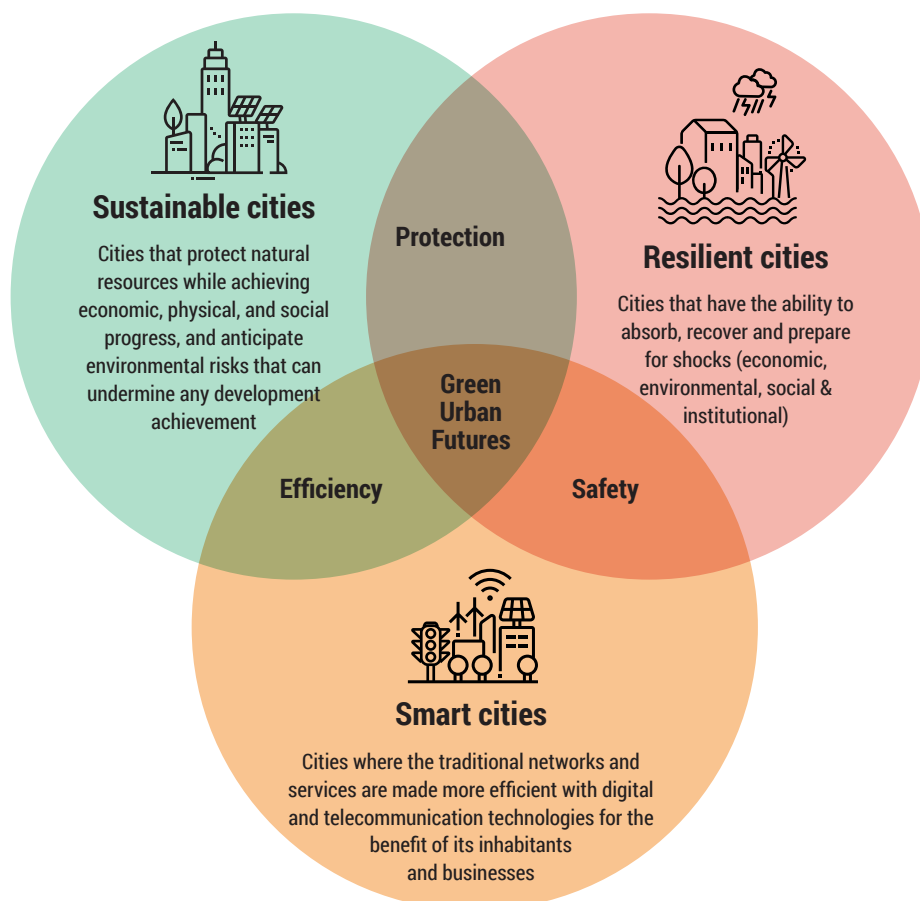 Sustainable cities
Cities that protect natural
resources while achieving
economic, physical, and social
progress, and anticipate
environmental risks that can
undermine any development
achievement
Protection
Resilient cities
Cities that have the ability to
absorb, recover and prepare
for shocks (economic,
environmental, social &
institutional)
Green
Urban
Futures
Efficiency
Safety
Smart cities
Cities where the traditional networks and
services are made more efficient with digital
and telecommunication technologies for the
benefit of its inhabitants
and businesses